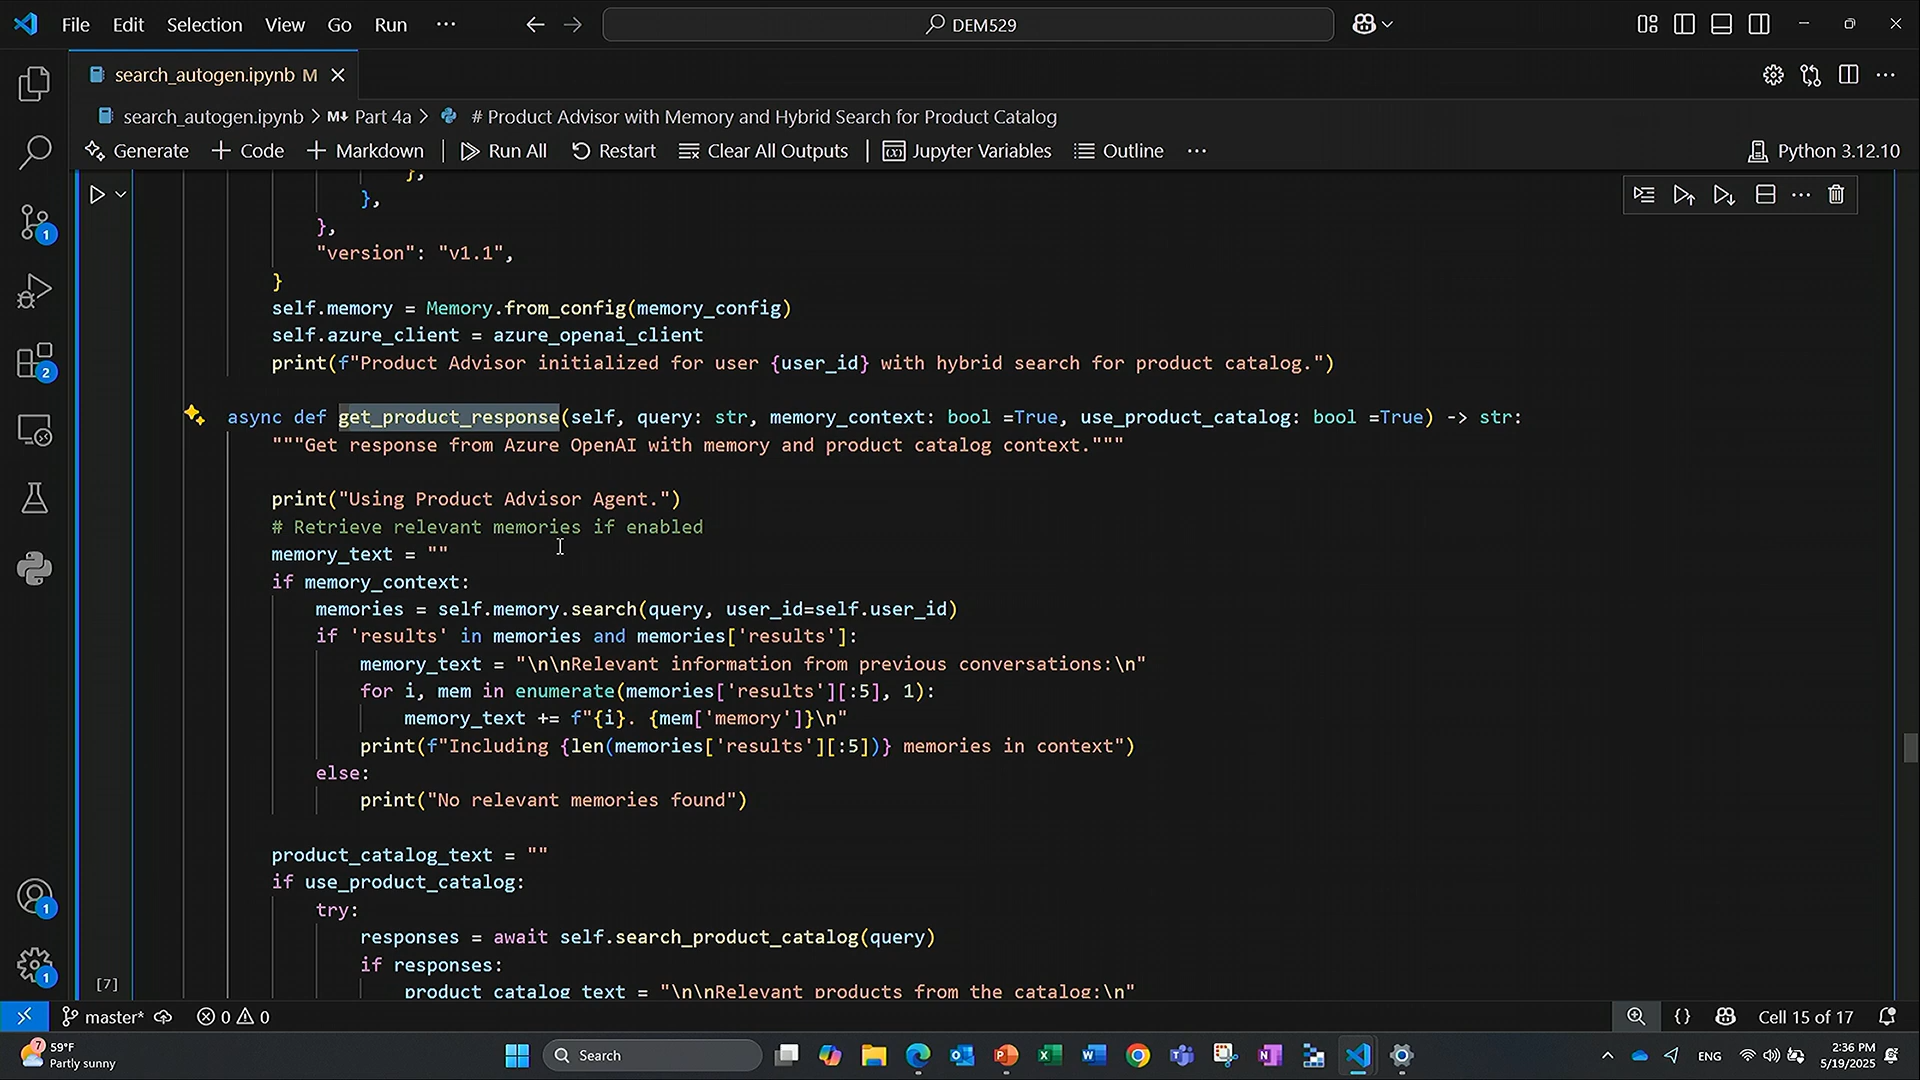 File Edit Selection View Go Run ··· DEM529
search_autogen.ipynb M
search_autogen.ipynb > M↓ Part 4a > # Product Advisor with Memory and Hybrid Search for Product Catalog
Generate + Code + Markdown Run All Restart Clear All Outputs Jupyter Variables Outline ··· Python 3.12.10
},
},
},
"version": "v1.1",
}
self.memory = Memory.from_config(memory_config)
self.azure_client = azure_openai_client
print(f"Product Advisor initialized for user {user_id} with hybrid search for product catalog.")
async def get_product_response(self, query: str, memory_context: bool =True, use_product_catalog: bool =True) -> str:
"""Get response from Azure OpenAI with memory and product catalog context."""
print("Using Product Advisor Agent.")
# Retrieve relevant memories if enabled
memory_text = ""
if memory_context:
memories = self.memory.search(query, user_id=self.user_id)
if 'results' in memories and memories['results']:
memory_text = "\n\nRelevant information from previous conversations:\n"
for i, mem in enumerate(memories['results'][:5], 1):
memory_text += f"{i}. {mem['memory']}\n"
print(f"Including {len(memories['results'][:5])} memories in context")
else:
print("No relevant memories found")
product_catalog_text = ""
if use_product_catalog:
try:
responses = await self.search_product_catalog(query)
if responses:
product_catalog_text = "\n\nRelevant products from the catalog:\n"
[7]
1
2
1
1
master* 0 0 Cell 15 of 17
7 59°F
Partly sunny
Search
ENG
2:36 PM
5/19/2025